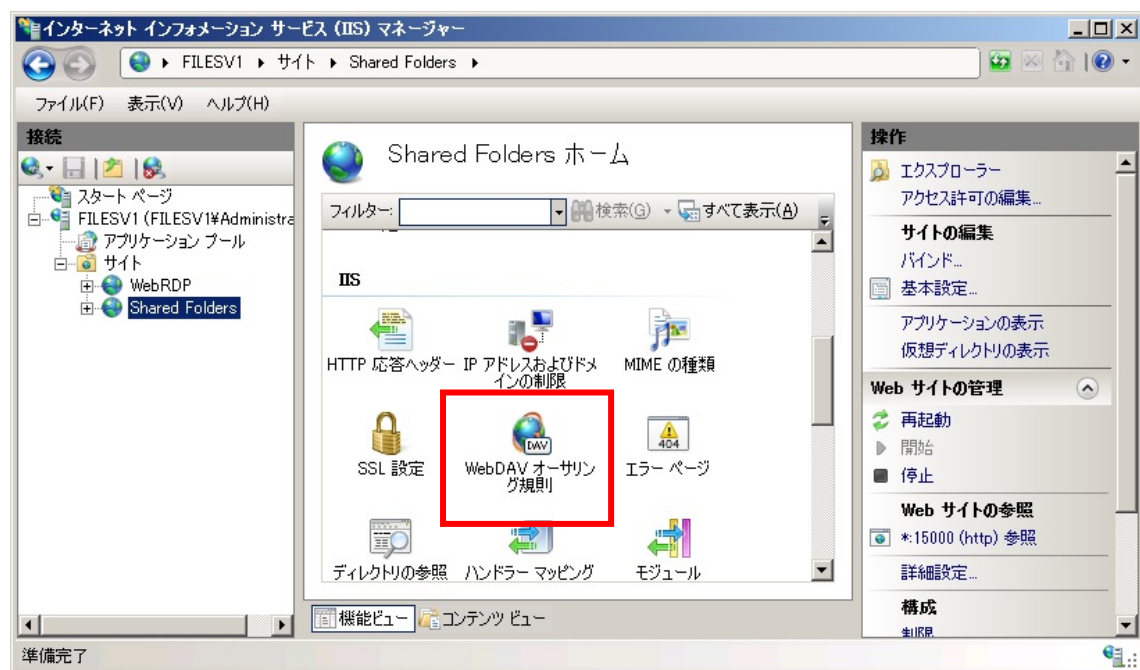 インターネット インフォメーション サービス (IIS) マネージャー
FILESV1 サイト Shared Folders
ファイル(F) 表示(V) ヘルプ(H)
接続
スタート ページ
FILESV1 (FILESV1¥Administra
アプリケーション プール
サイト
WebRDP
Shared Folders
Shared Folders ホーム
フィルター: 検索(G) すべて表示(A)
IIS
HTTP 応答ヘッダー
IP アドレスおよびドメ
インの制限
MIME の種類
SSL 設定
DAV
WebDAV オーサリン
グ規則
404
エラー ページ
ディレクトリの参照
ハンドラー マッピング
モジュール
機能ビュー コンテンツ ビュー
操作
エクスプローラー
アクセス許可の編集...
サイトの編集
バインド...
基本設定...
アプリケーションの表示
仮想ディレクトリの表示
Web サイトの管理
再起動
開始
停止
Web サイトの参照
*:15000 (http) 参照
詳細設定...
構成
制限
準備完了